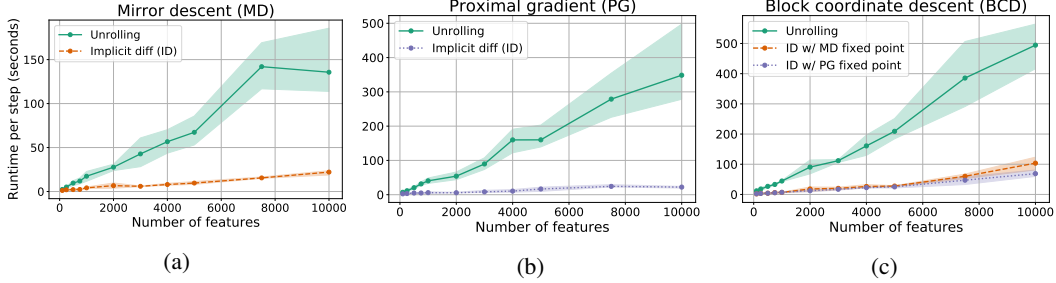 Mirror descent (MD)
Runtime per step (seconds)
150
100
50
0
Unrolling
Implicit diff (ID)
0 2000 4000 6000 8000 10000
Number of features
(a)
Proximal gradient (PG)
500
400
300
200
100
0
Unrolling
Implicit diff (ID)
0 2000 4000 6000 8000 10000
Number of features
(b)
Block coordinate descent (BCD)
500
400
300
200
100
0
Unrolling
ID w/ MD fixed point
ID w/ PG fixed point
0 2000 4000 6000 8000 10000
Number of features
(c)